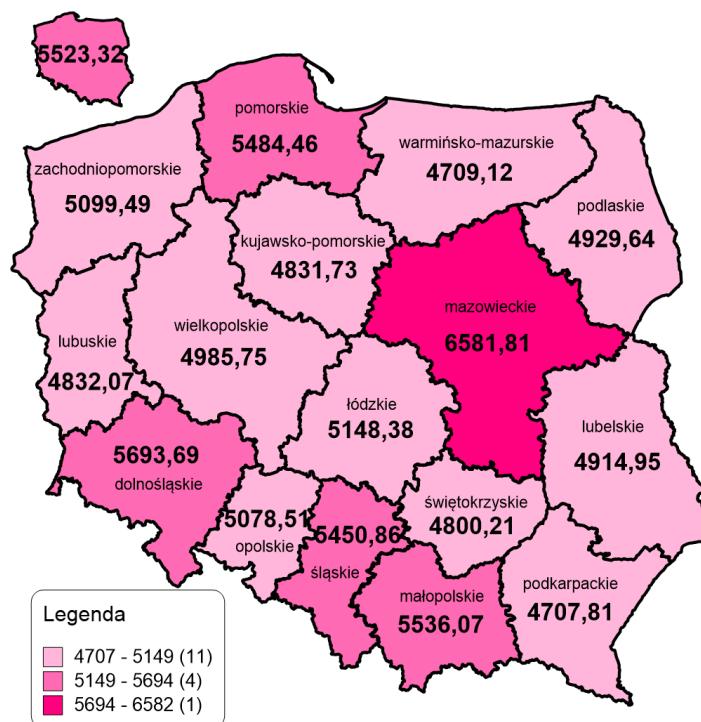 5523,32
pomorskie
5484,46
warmińsko-mazurskie
4709,12
zachodniopomorskie
5099,49
podlaskie
4929,64
kujawsko-pomorskie
4831,73
mazowieckie
6581,81
wielkopolskie
4985,75
lubuskie
4832,07
łódzkie
5148,38
lubelskie
4914,95
5693,69
dolnośląskie
5078,51
opolskie
5450,86
śląskie
świętokrzyskie
4800,21
małopolskie
5536,07
podkarpackie
4707,81
Legenda
4707 - 5149 (11)
5149 - 5694 (4)
5694 - 6582 (1)